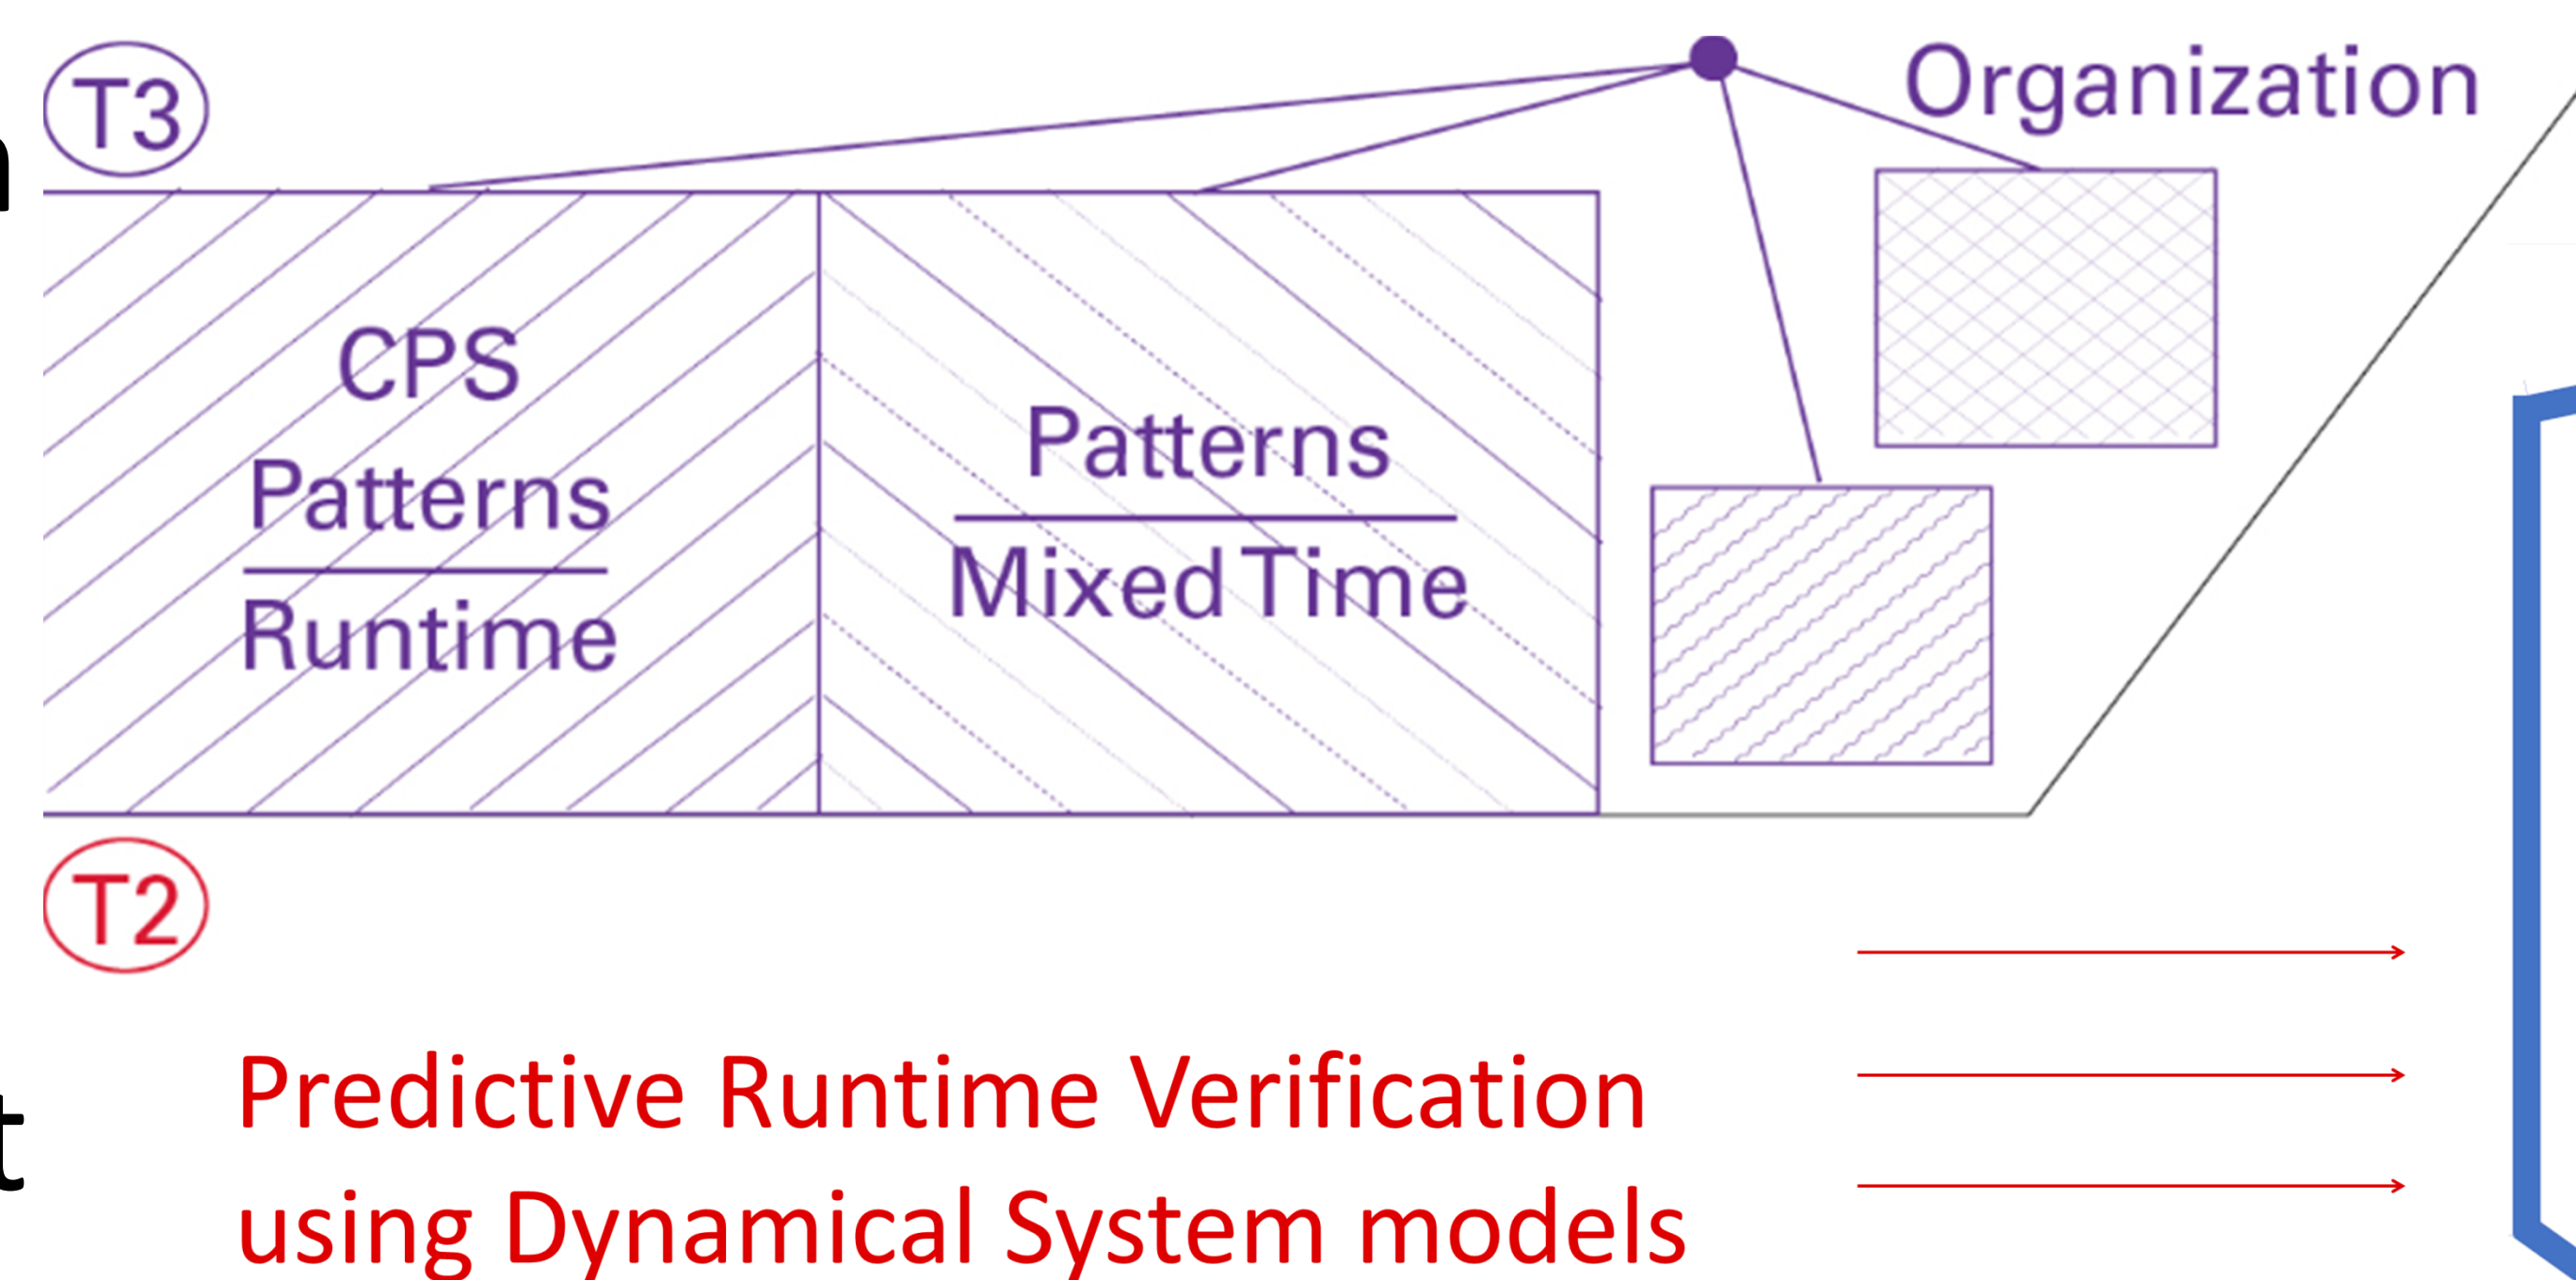 T3
Organization
CPS
Patterns
Runtime
Patterns
Mixed Time
T2
Predictive Runtime Verification
using Dynamical System models